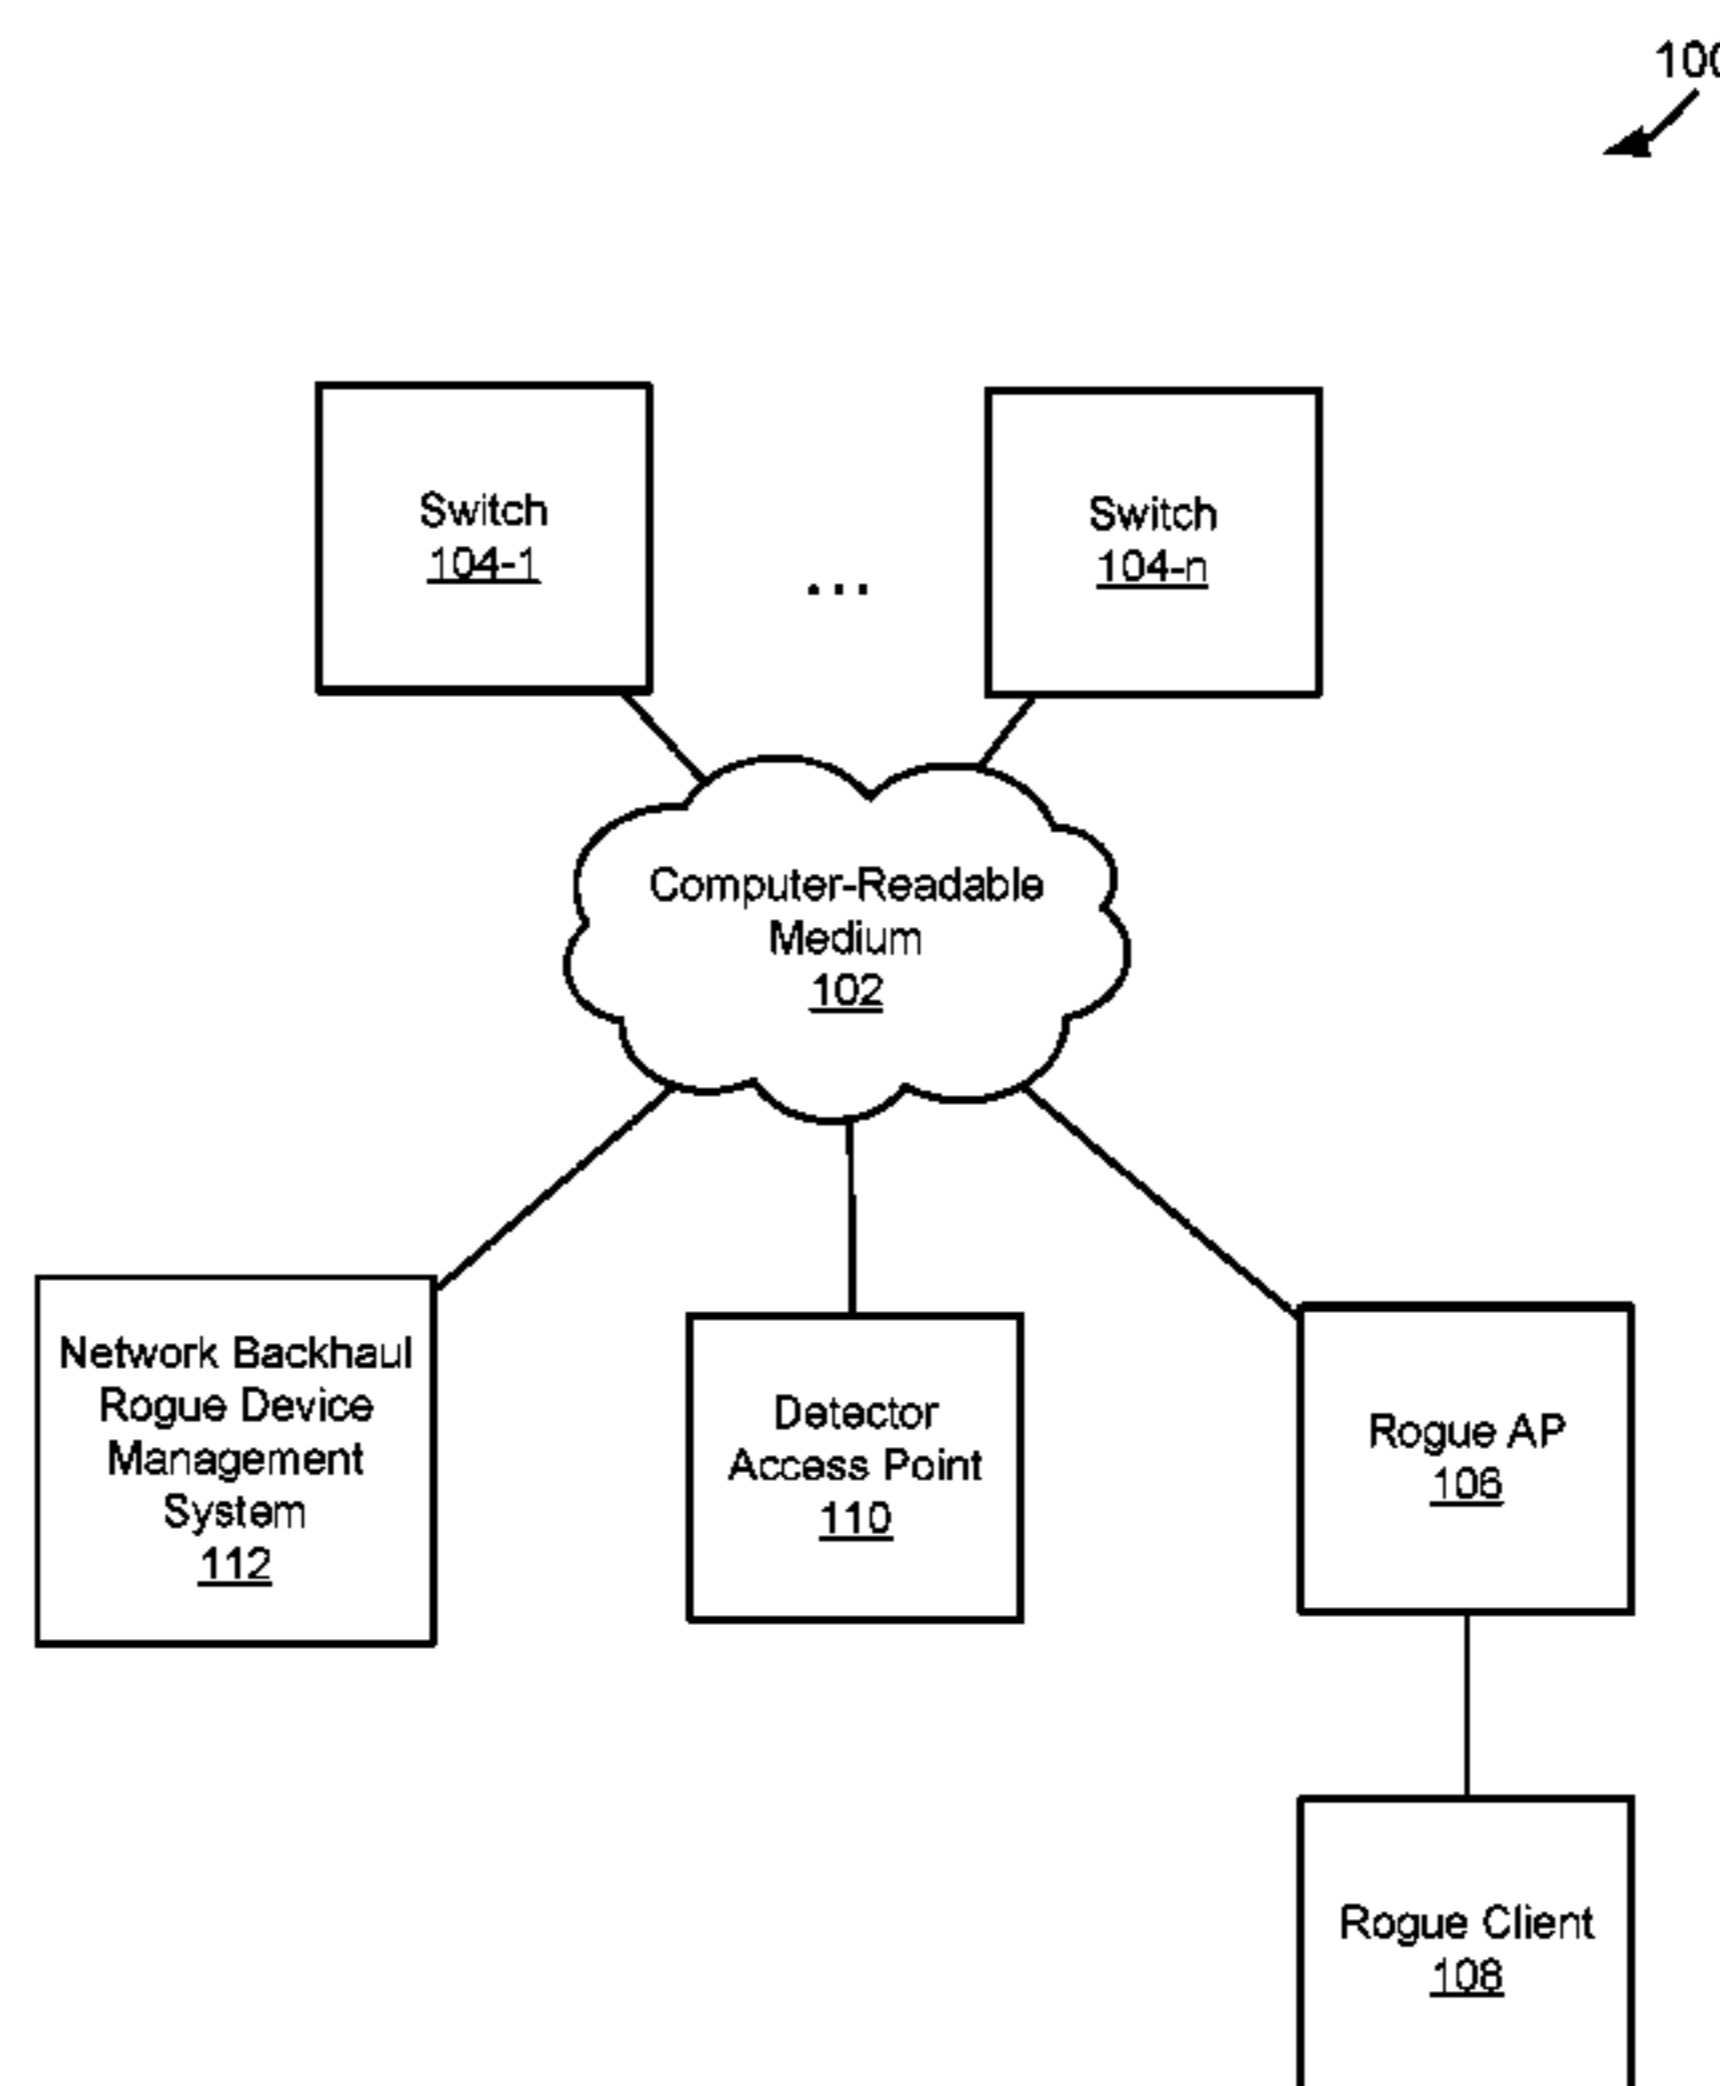 100
Switch
104-1
...
Switch
104-n
Computer-Readable
Medium
102
Network Backhaul
Rogue Device
Management
System
112
Detector
Access Point
110
Rogue AP
106
Rogue Client
108